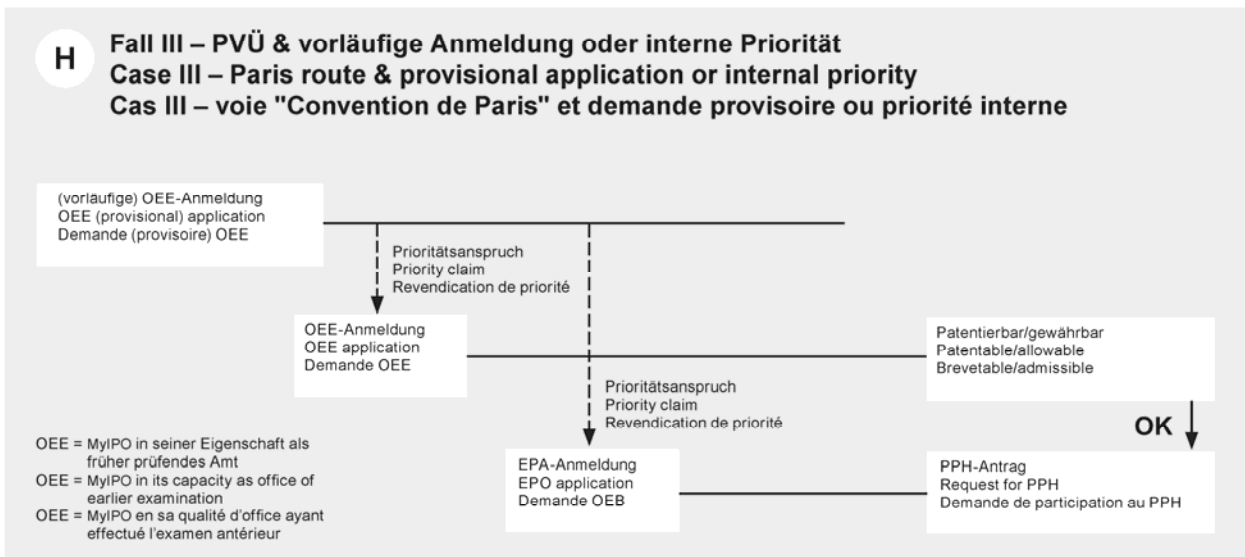 H
Fall III – PVÜ & vorläufige Anmeldung oder interne Priorität
Case III – Paris route & provisional application or internal priority
Cas III – voie "Convention de Paris" et demande provisoire ou priorité interne
(vorläufige) OEE-Anmeldung
OEE (provisional) application
Demande (provisoire) OEE
Prioritätsanspruch
Priority claim
Revendication de priorité
OEE-Anmeldung
OEE application
Demande OEE
Patentierbar/gewährbar
Patentable/allowable
Brevetable/admissible
Prioritätsanspruch
Priority claim
Revendication de priorité
OK
OEE = MyIPO in seiner Eigenschaft als
früher prüfendes Amt
OEE = MyIPO in its capacity as office of
earlier examination
OEE = MyIPO en sa qualité d'office ayant
effectué l'examen antérieur
EPA-Anmeldung
EPO application
Demande OEB
PPH-Antrag
Request for PPH
Demande de participation au PPH